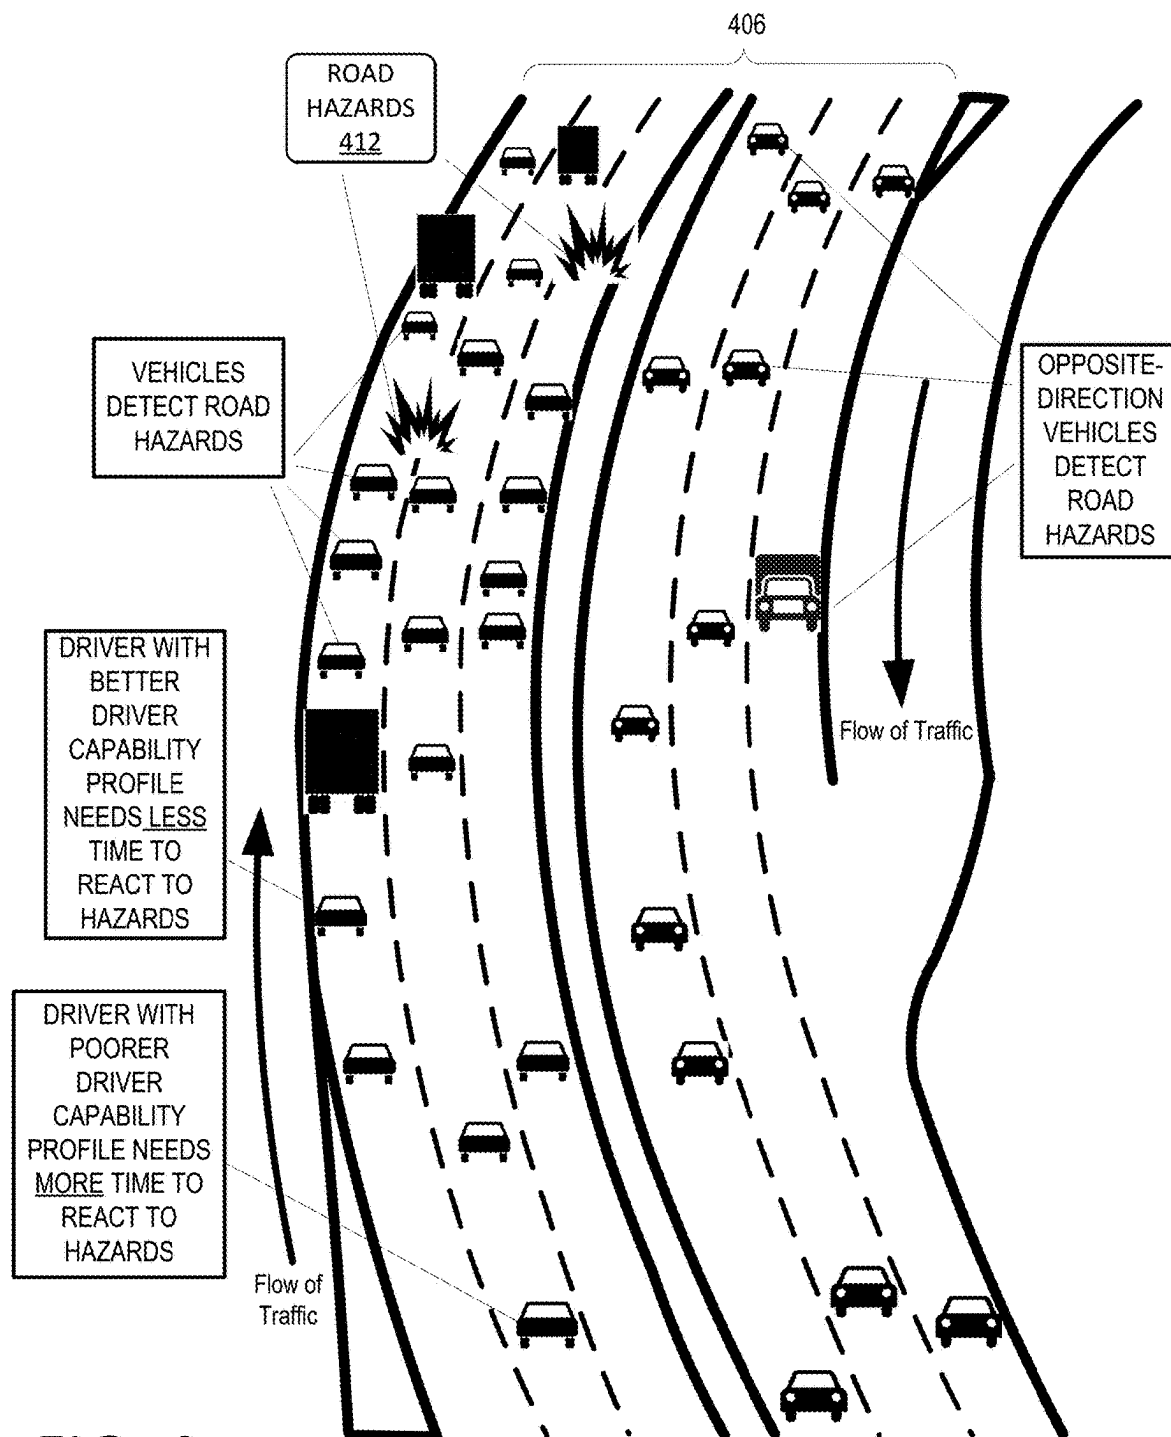 406
ROAD
HAZARDS
412
VEHICLES
DETECT ROAD
HAZARDS
OPPOSITE-
DIRECTION
VEHICLES
DETECT
ROAD
HAZARDS
DRIVER WITH
BETTER
DRIVER
CAPABILITY
PROFILE
NEEDS LESS
TIME TO
REACT TO
HAZARDS
Flow of Traffic
DRIVER WITH
POORER
DRIVER
CAPABILITY
PROFILE NEEDS
MORE TIME TO
REACT TO
HAZARDS
Flow of
Traffic